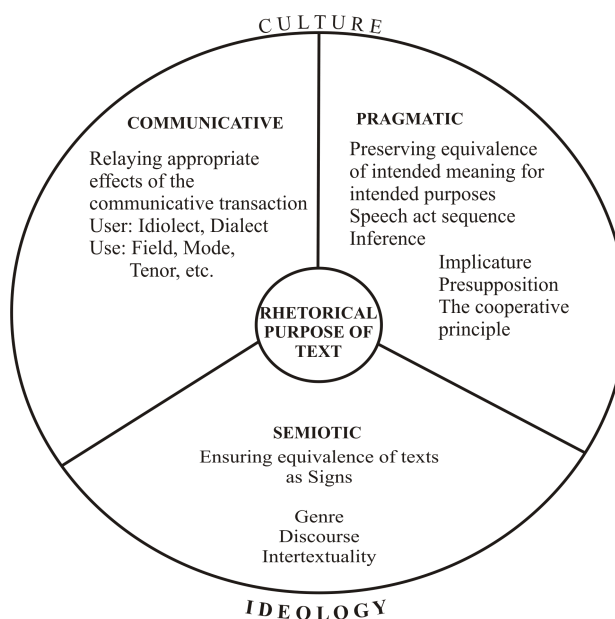 CULTURE
COMMUNICATIVE
Relaying appropriate
effects of the
communicative transaction
User: Idiolect, Dialect
Use: Field, Mode,
Tenor, etc.
PRAGMATIC
Preserving equivalence
of intended meaning for
intended purposes
Speech act sequence
Inference
Implicature
Presupposition
The cooperative
principle
RHETORICAL
PURPOSE OF
TEXT
SEMIOTIC
Ensuring equivalence of texts
as Signs
Genre
Discourse
Intertextuality
IDEOLOGY